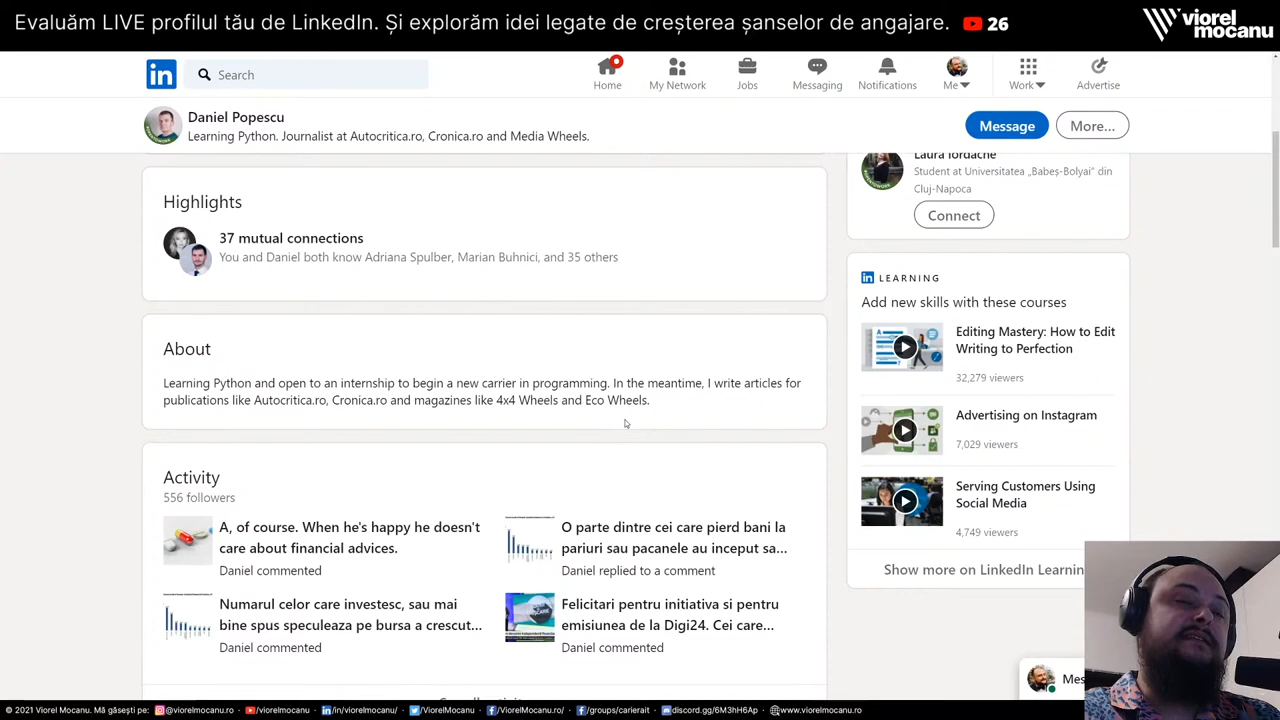 Evaluăm LIVE profilul tău de LinkedIn. Și explorăm idei legate de creșterea șanselor de angajare.
26
viorel
mocanu
in
Search
Home
My Network
Jobs
Messaging
Notifications
Me
Work
Advertise
Daniel Popescu
Learning Python. Journalist at Autocritica.ro, Cronica.ro and Media Wheels.
Message
More...
Highlights
37 mutual connections
You and Daniel both know Adriana Spulber, Marian Buhnici, and 35 others
About
Learning Python and open to an internship to begin a new carrier in programming. In the meantime, I write articles for
publications like Autocritica.ro, Cronica.ro and magazines like 4x4 Wheels and Eco Wheels.
Activity
556 followers
A, of course. When he's happy he doesn't
care about financial advices.
Daniel commented
O parte dintre cei care pierd bani la
pariuri sau pacanele au inceput sa...
Daniel replied to a comment
Numarul celor care investesc, sau mai
bine spus speculeaza pe bursa a crescut...
Daniel commented
Felicitari pentru initiativa si pentru
emisiunea de la Digi24. Cei care...
Daniel commented
Laura Iordache
Student at Universitatea „Babeș-Bolyai” din
Cluj-Napoca
Connect
in LEARNING
Add new skills with these courses
Editing Mastery: How to Edit
Writing to Perfection
32,279 viewers
Advertising on Instagram
7,029 viewers
Serving Customers Using
Social Media
4,749 viewers
Show more on LinkedIn Learnin
Mes
© 2021 Viorel Mocanu. Mă găsești pe: @viorelmocanu.ro /viorelmocanu /in/viorelmocanu/ /ViorelMocanu /ViorelMocanu.ro/ /groups/carierait discord.gg/6M3hH6Ap www.viorelmocanu.ro